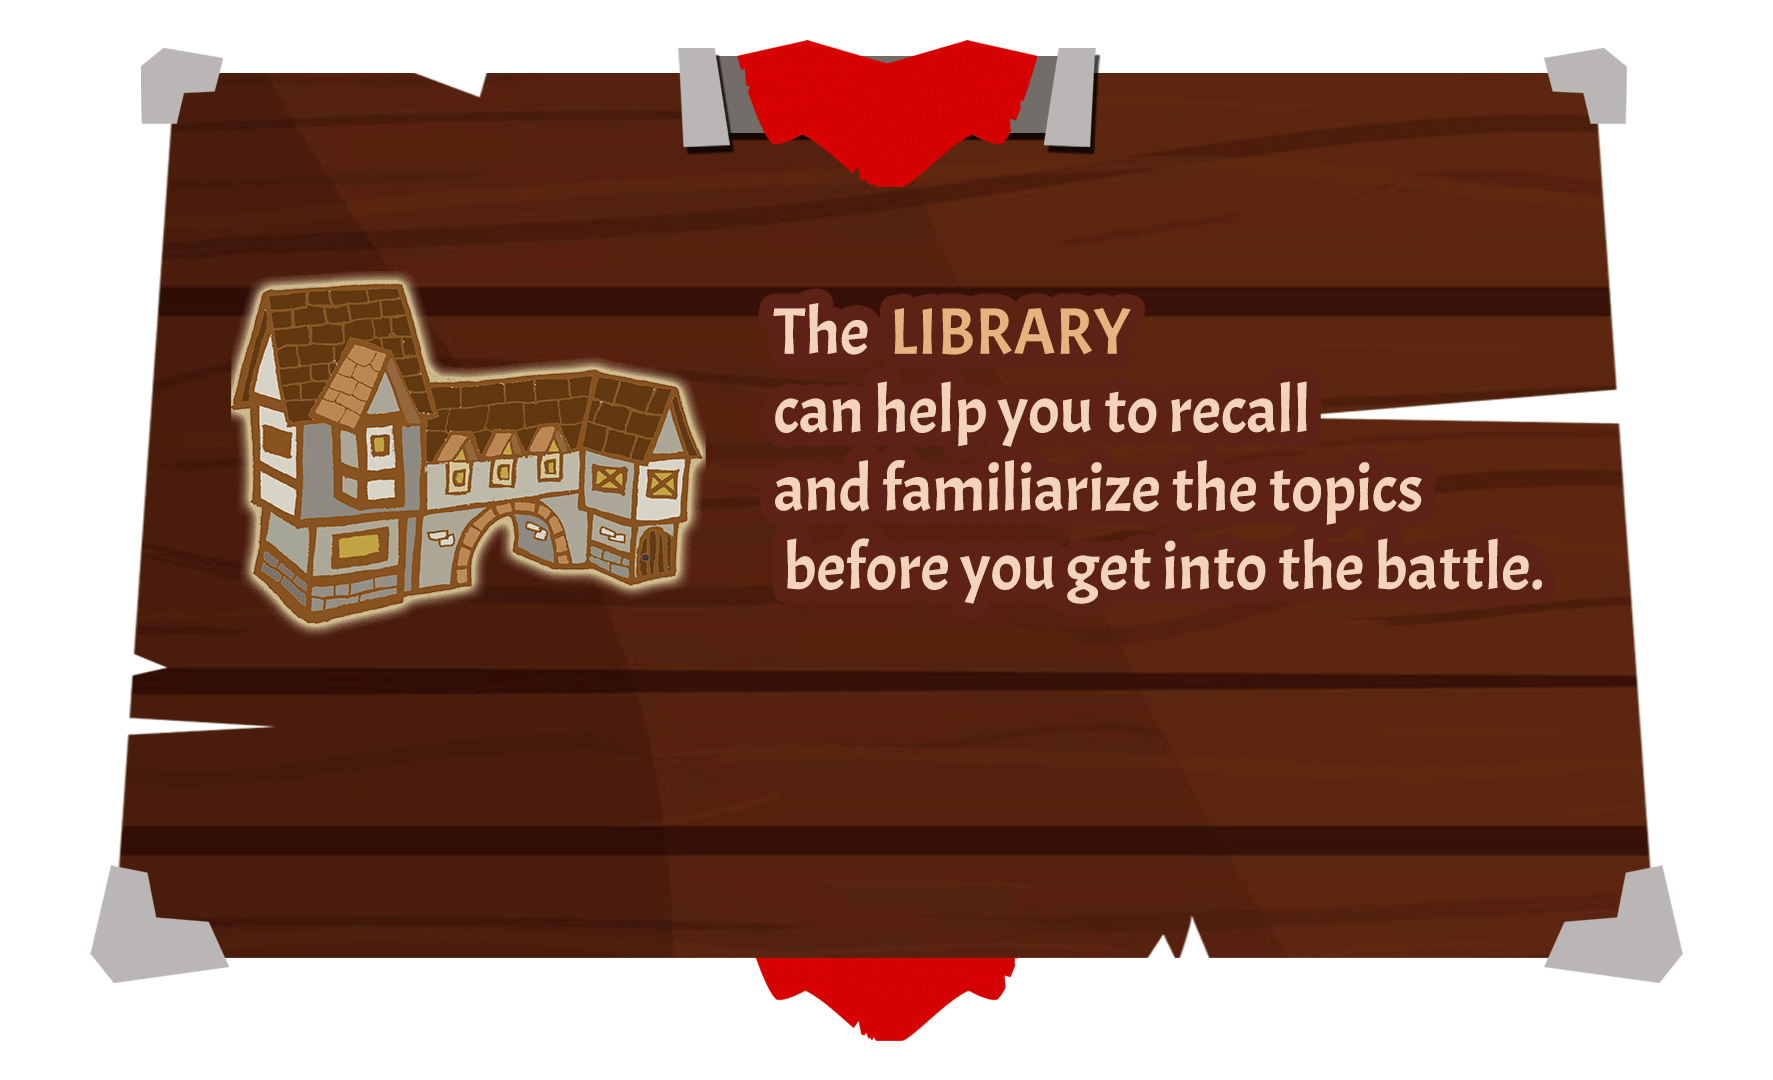 The LIBRARY
can help you to recall
and familiarize the topics
before you get into the battle.